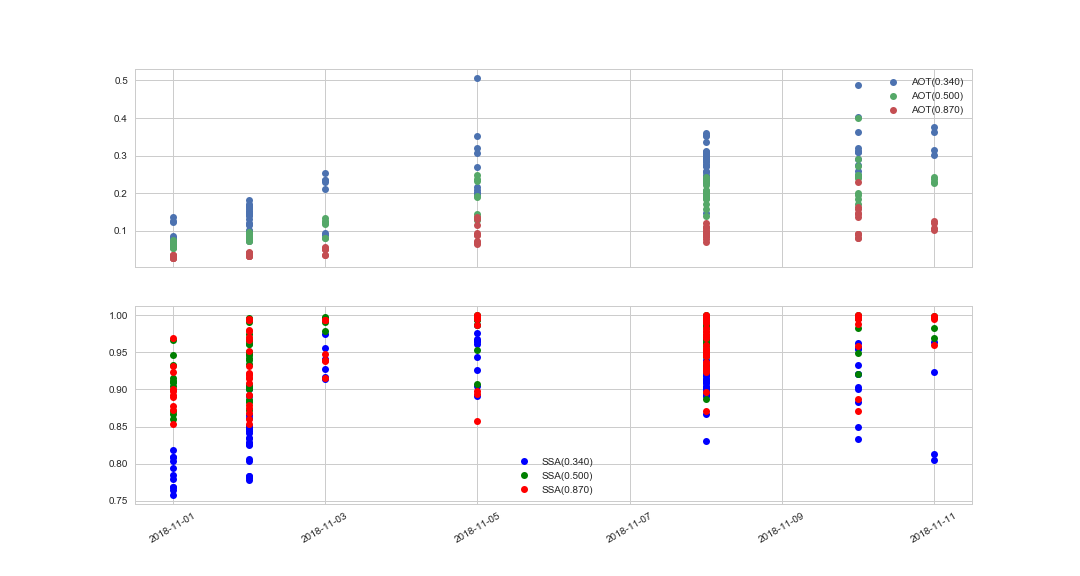 0.5
0.4
0.3
0.2
0.1
AOT(0.340)
AOT(0.500)
AOT(0.870)
1.00
0.95
0.90
0.85
0.80
0.75
SSA(0.340)
SSA(0.500)
SSA(0.870)
2018-11-01
2018-11-03
2018-11-05
2018-11-07
2018-11-09
2018-11-11